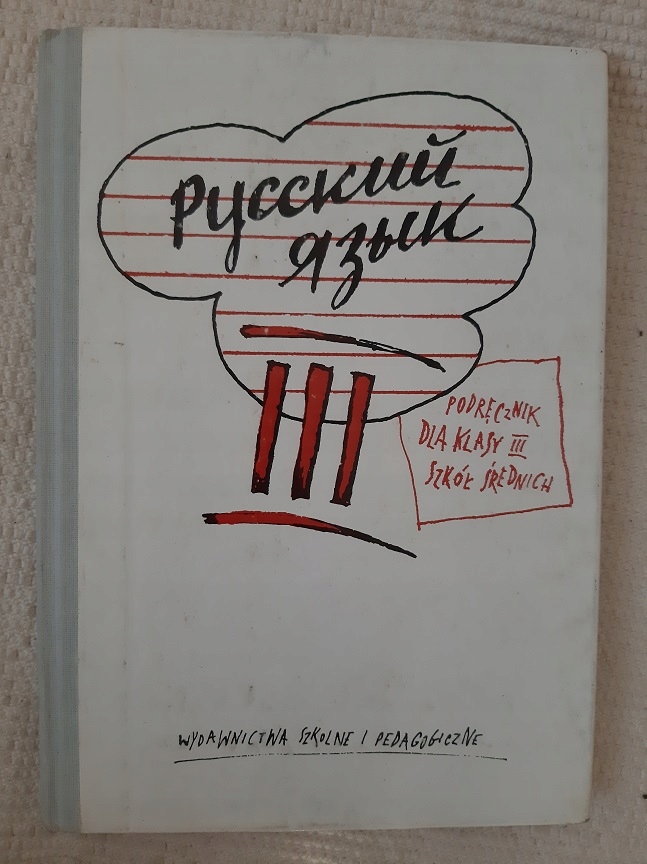 Русский
язык
III
PODRĘCZNIK
DLA KLASY III
SZKÓŁ ŚREDNICH
WYDAWNICTWA SZKOLNE I PEDAGOGICZNE